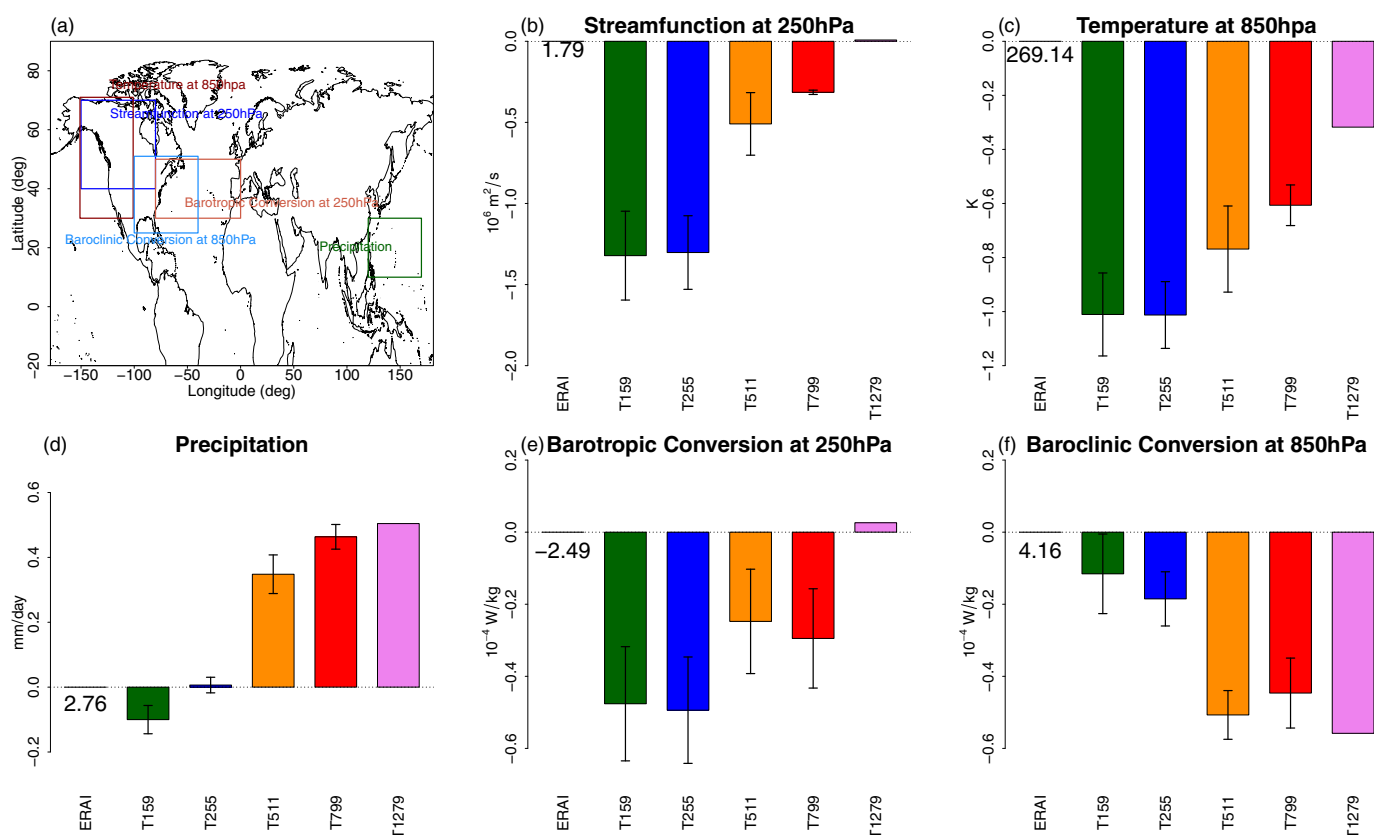 (a)
Temperature at 850hpa
Streamfunction at 250hPa
Barotropic Conversion at 250hPa
Baroclinic Conversion at 850hPa
Precipitation
80
60
40
20
0
−20
Latitude (deg)
−150 −100 −50 0 50 100 150
Longitude (deg)
(b) Streamfunction at 250hPa
0.0
−0.5
−1.0
−1.5
−2.0
10⁶ m²/s
1.79
ERAI T159 T255 T511 T799 T1279
(c) Temperature at 850hpa
0.0
−0.2
−0.4
−0.6
−0.8
−1.0
−1.2
K
269.14
ERAI T159 T255 T511 T799 T1279
(d) Precipitation
0.6
0.4
0.2
0.0
−0.2
mm/day
2.76
ERAI T159 T255 T511 T799 T1279
(e) Barotropic Conversion at 250hPa
0.2
0.0
−0.2
−0.4
−0.6
10⁻⁴ W/kg
−2.49
ERAI T159 T255 T511 T799 T1279
(f) Baroclinic Conversion at 850hPa
0.2
0.0
−0.2
−0.4
−0.6
10⁻⁴ W/kg
4.16
ERAI T159 T255 T511 T799 T1279